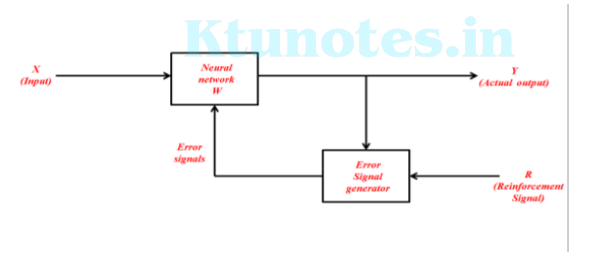 Ktunotes.in
X
(Input)
Neural
network
W
Y
(Actual output)
Error
signals
Error
Signal
generator
R
(Reinforcement
Signal)